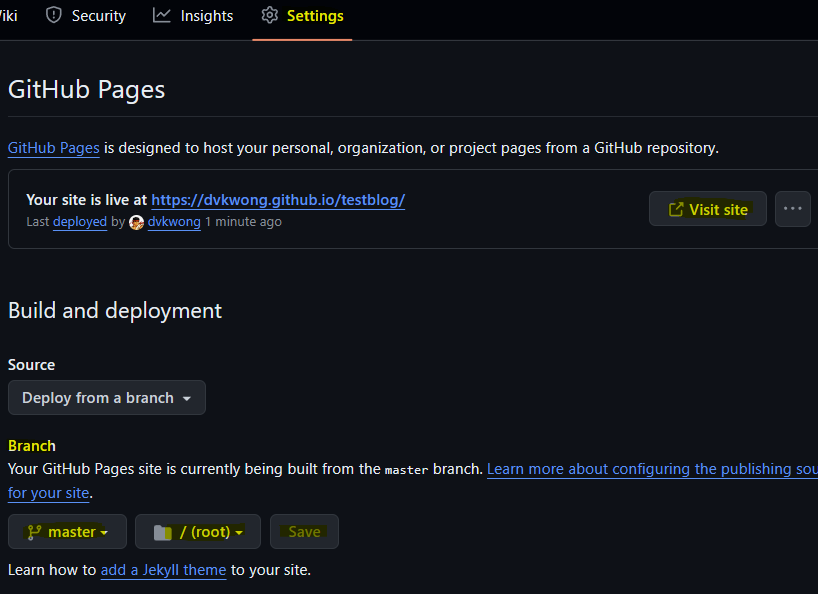 Security Insights Settings
GitHub Pages
GitHub Pages is designed to host your personal, organization, or project pages from a GitHub repository.
Your site is live at https://dvkwong.github.io/testblog/
Last deployed by dvkwong 1 minute ago
Visit site
Build and deployment
Source
Deploy from a branch
Branch
Your GitHub Pages site is currently being built from the master branch. Learn more about configuring the publishing
for your site.
master / (root) Save
Learn how to add a Jekyll theme to your site.